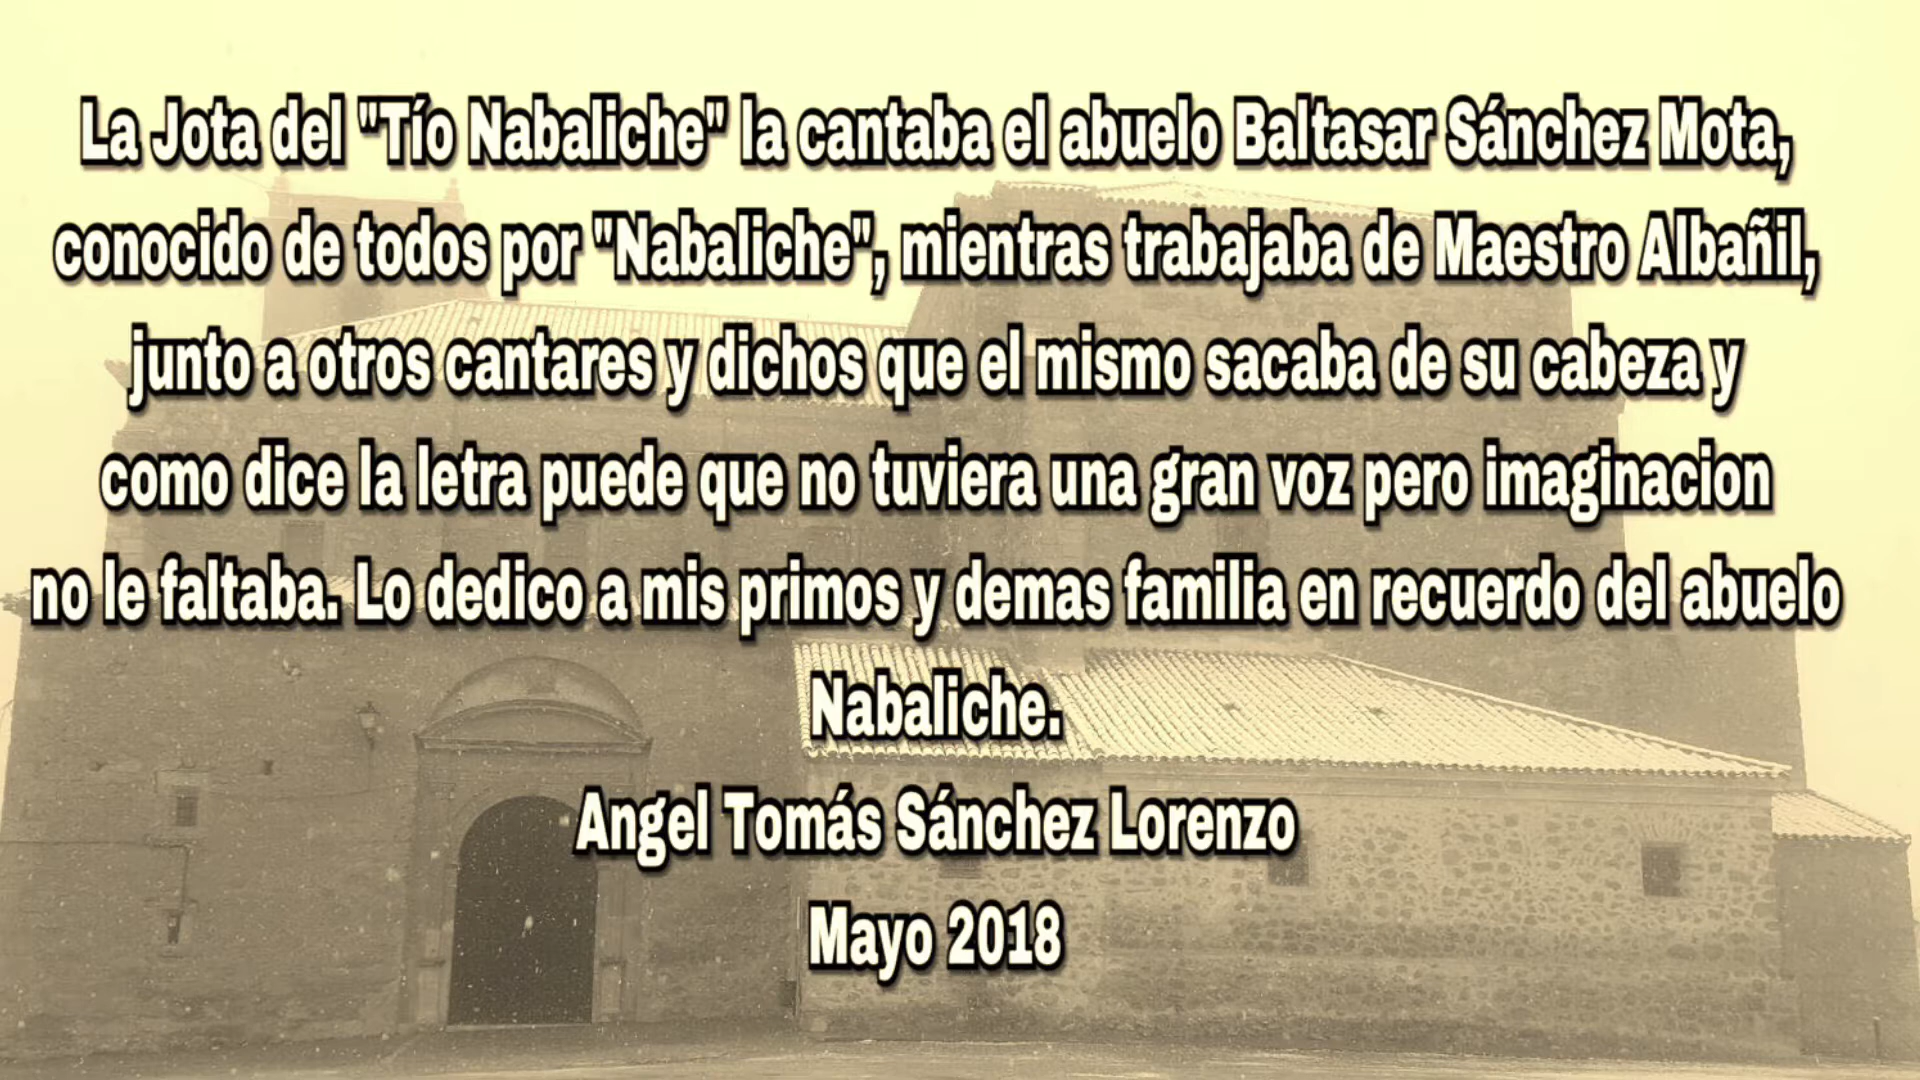 La Jota del "Tío Nabaliche" la cantaba el abuelo Baltasar Sánchez Mota,
conocido de todos por "Nabaliche", mientras trabajaba de Maestro Albañil,
junto a otros cantares y dichos que el mismo sacaba de su cabeza y
como dice la letra puede que no tuviera una gran voz pero imaginacion
no le faltaba. Lo dedico a mis primos y demas familia en recuerdo del abuelo
Nabaliche.
Angel Tomás Sánchez Lorenzo
Mayo 2018